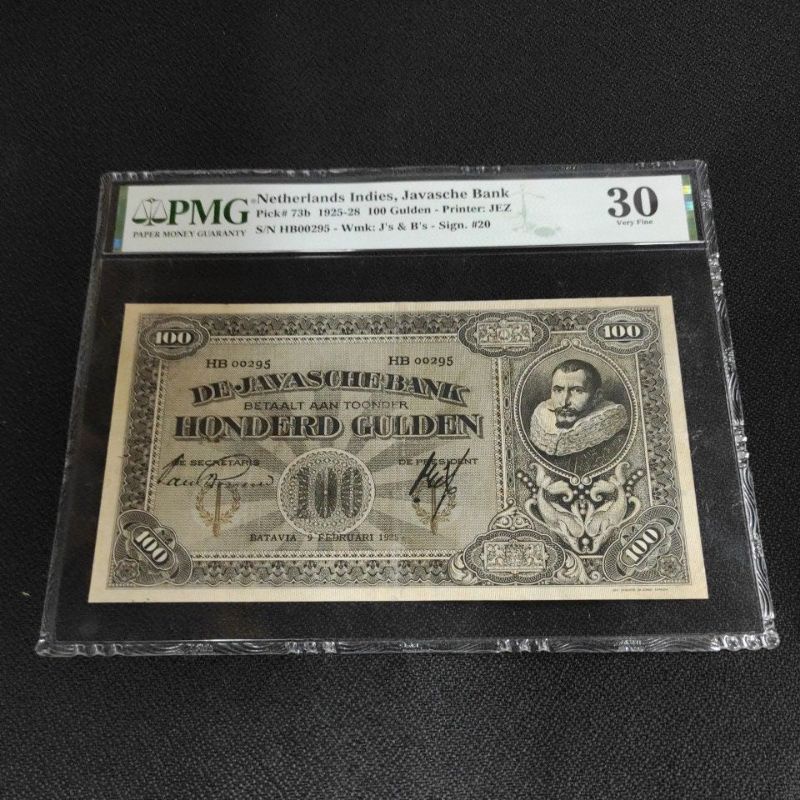 PMG
PAPER MONEY GUARANTY
Netherlands Indies, Javasche Bank
Pick# 73b 1925-28 100 Gulden - Printer: JEZ
S/N HB00295 - Wmk: J's & B's - Sign. #20
30
Very Fine
100
100
HB 00295
HB 00295
DE JAVASCHE BANK
BETAALT AAN TOONDER
HONDERD GULDEN
DE SECRETARIS
DE PRESIDENT
100
BATAVIA 9 FEBRUARI 1925
100
100